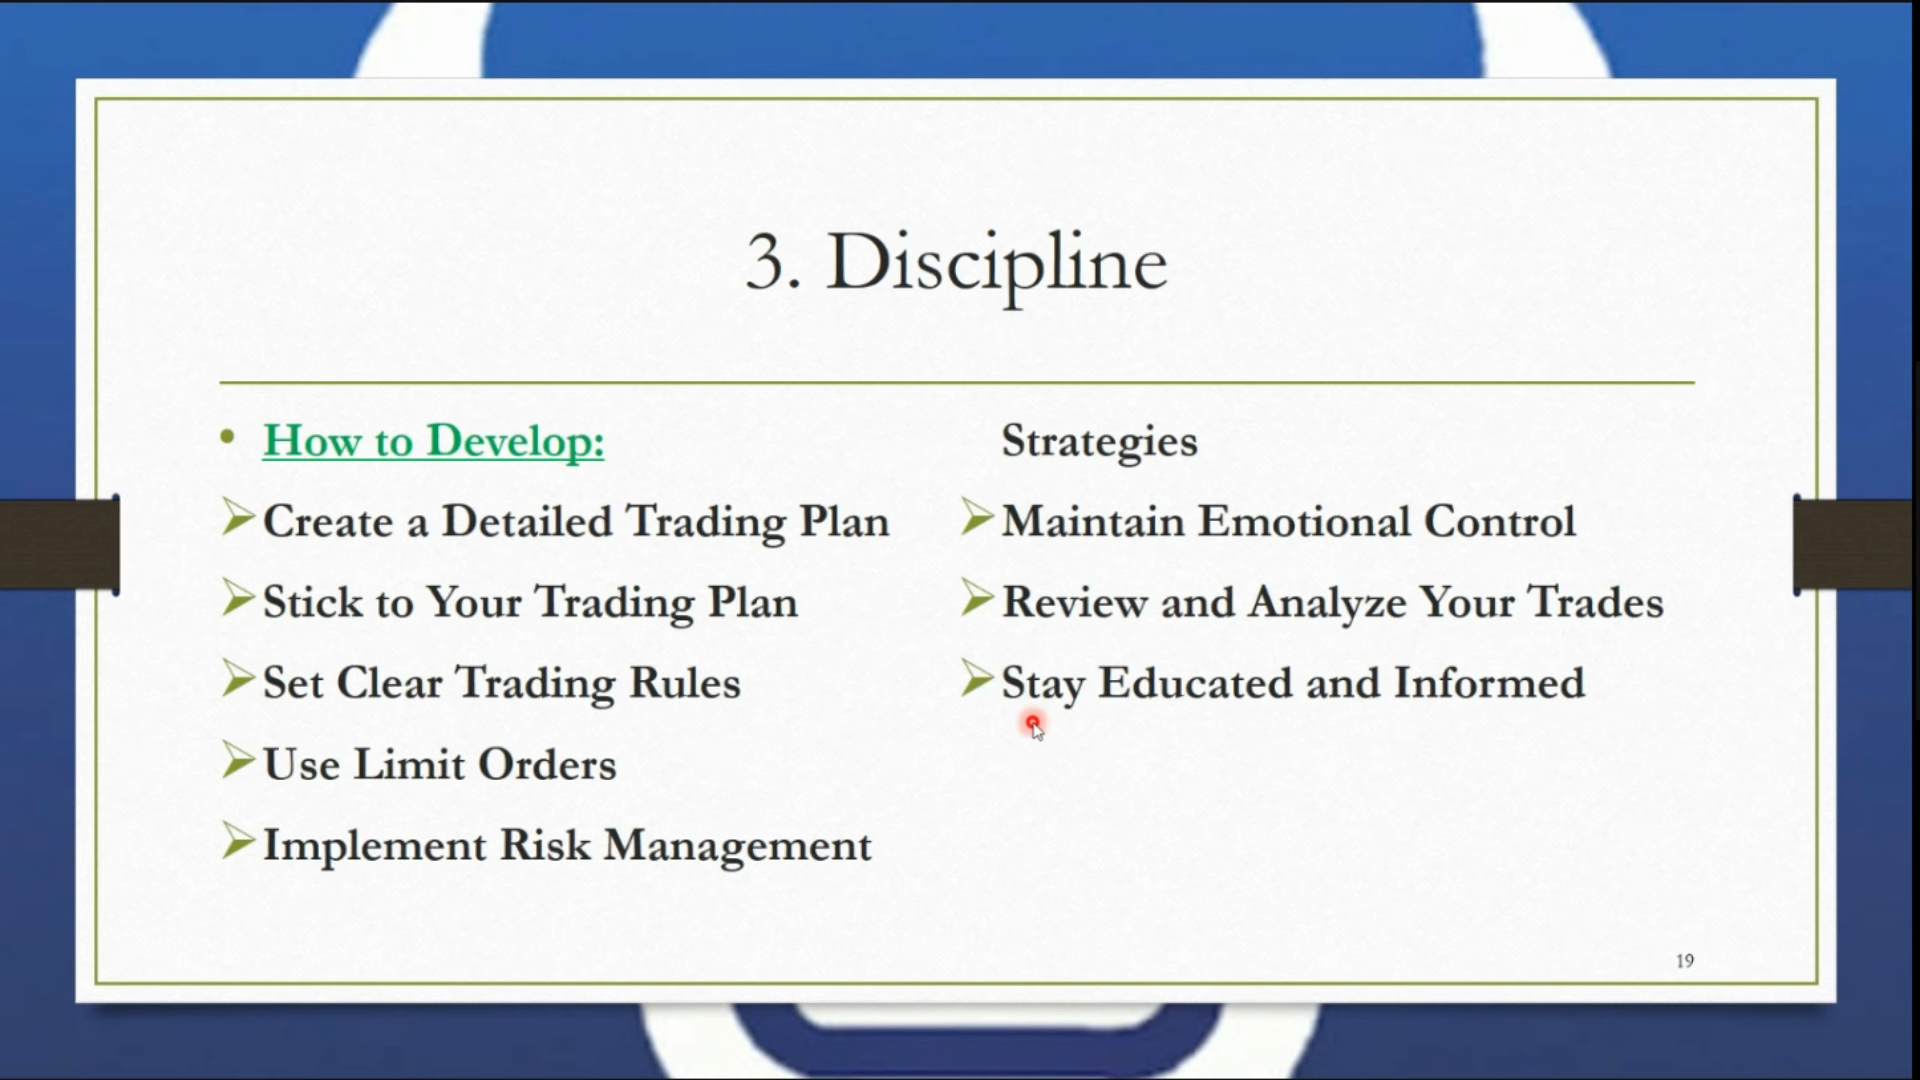 3. Discipline
• How to Develop:
Create a Detailed Trading Plan
Stick to Your Trading Plan
Set Clear Trading Rules
Use Limit Orders
Implement Risk Management
Strategies
Maintain Emotional Control
Review and Analyze Your Trades
Stay Educated and Informed
19